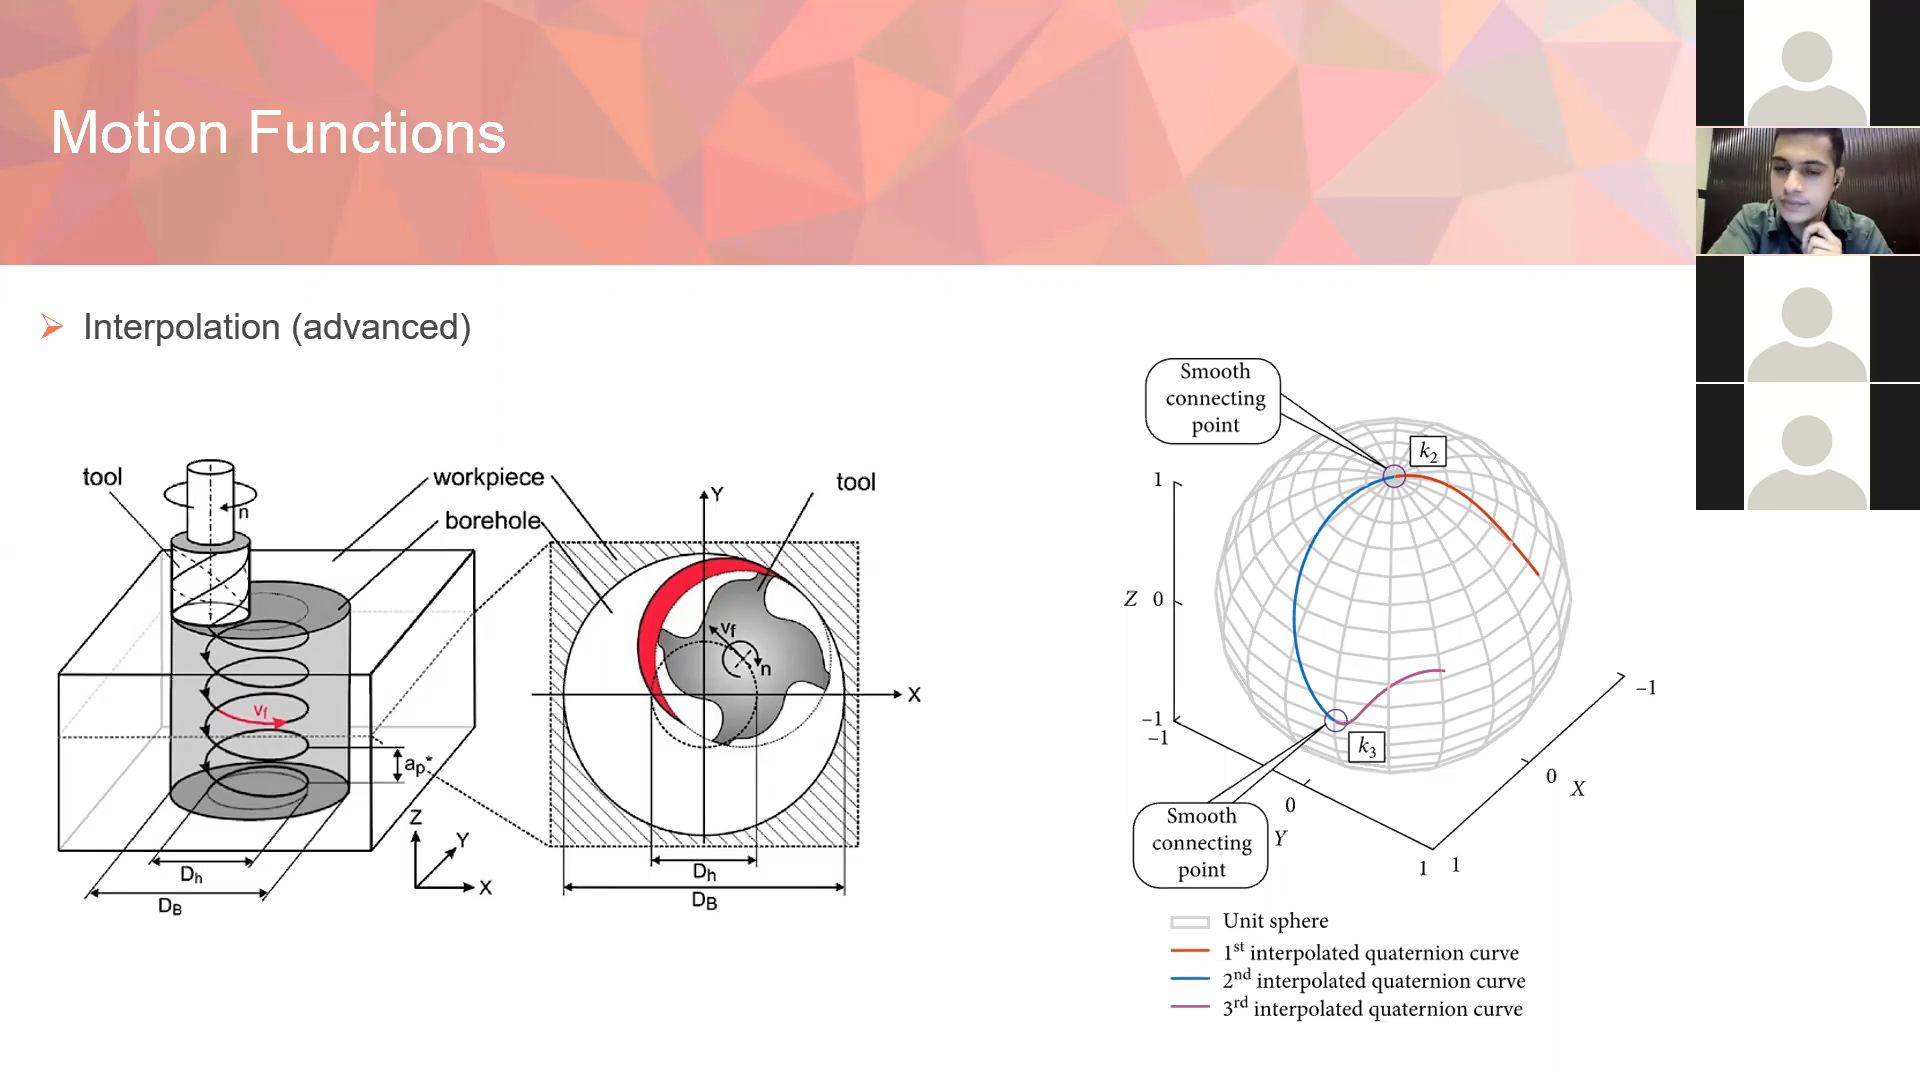 Motion Functions
Interpolation (advanced)
tool
n
workpiece
borehole
vf
ap*
Dh
DB
Z
Y
X
Y
tool
vf
n
X
Dh
DB
Smooth
connecting
point
k2
1
Z 0
−1
−1
k3
0
Y
1
1
0
X
−1
Smooth
connecting
point
Unit sphere
1st interpolated quaternion curve
2nd interpolated quaternion curve
3rd interpolated quaternion curve